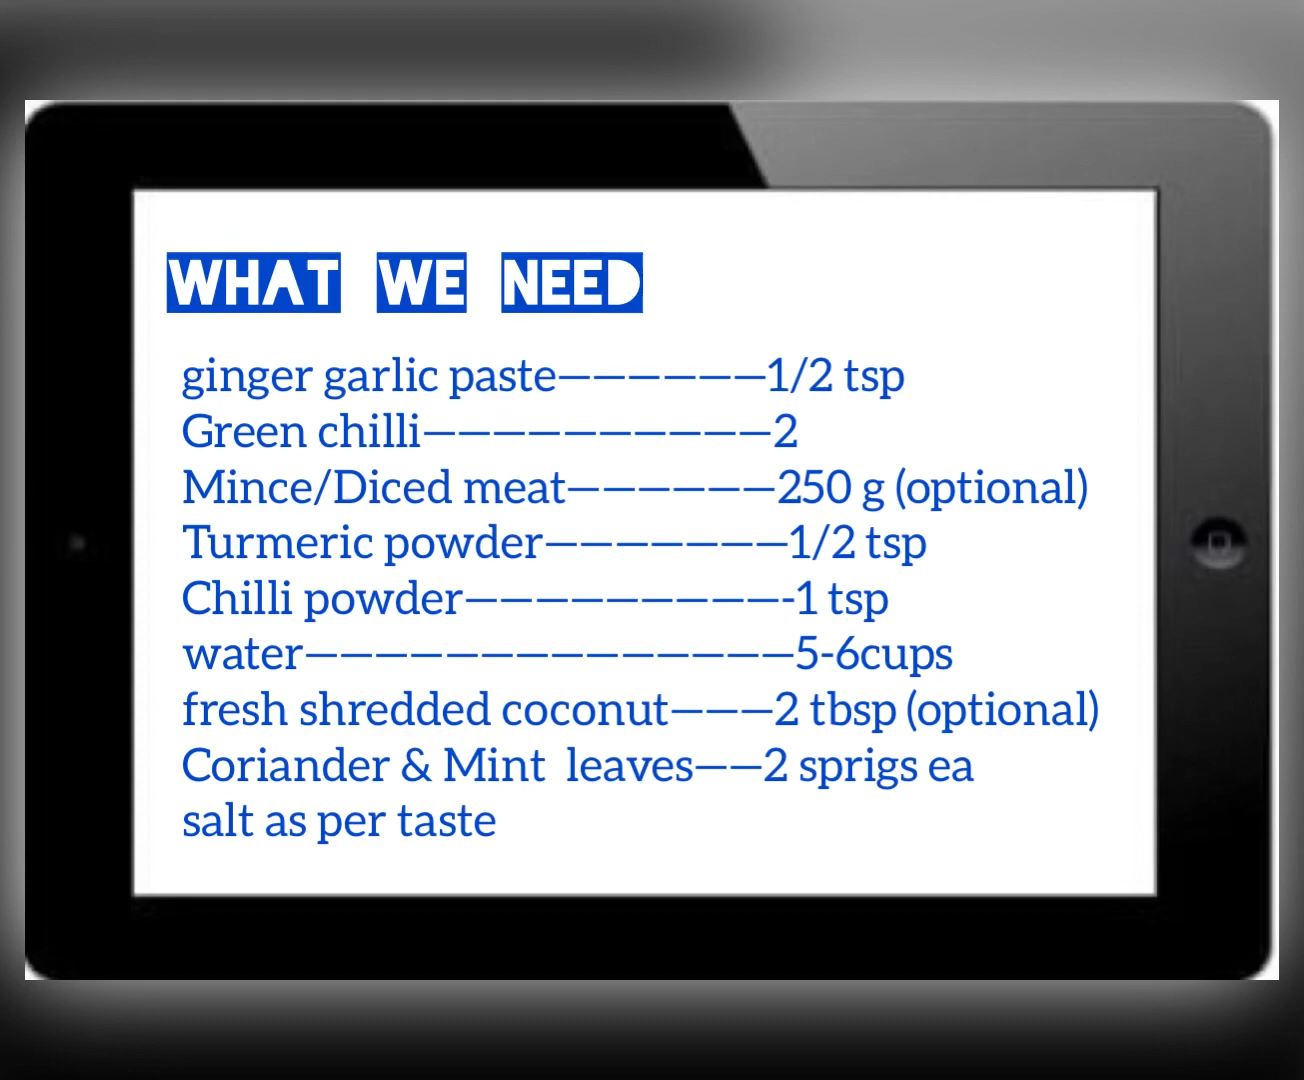 WHAT WE NEED
ginger garlic paste——————1/2 tsp
Green chilli——————————2
Mince/Diced meat——————250 g (optional)
Turmeric powder———————1/2 tsp
Chilli powder—————————-1 tsp
water——————————————5-6cups
fresh shredded coconut———2 tbsp (optional)
Coriander & Mint  leaves——2 sprigs ea
salt as per taste